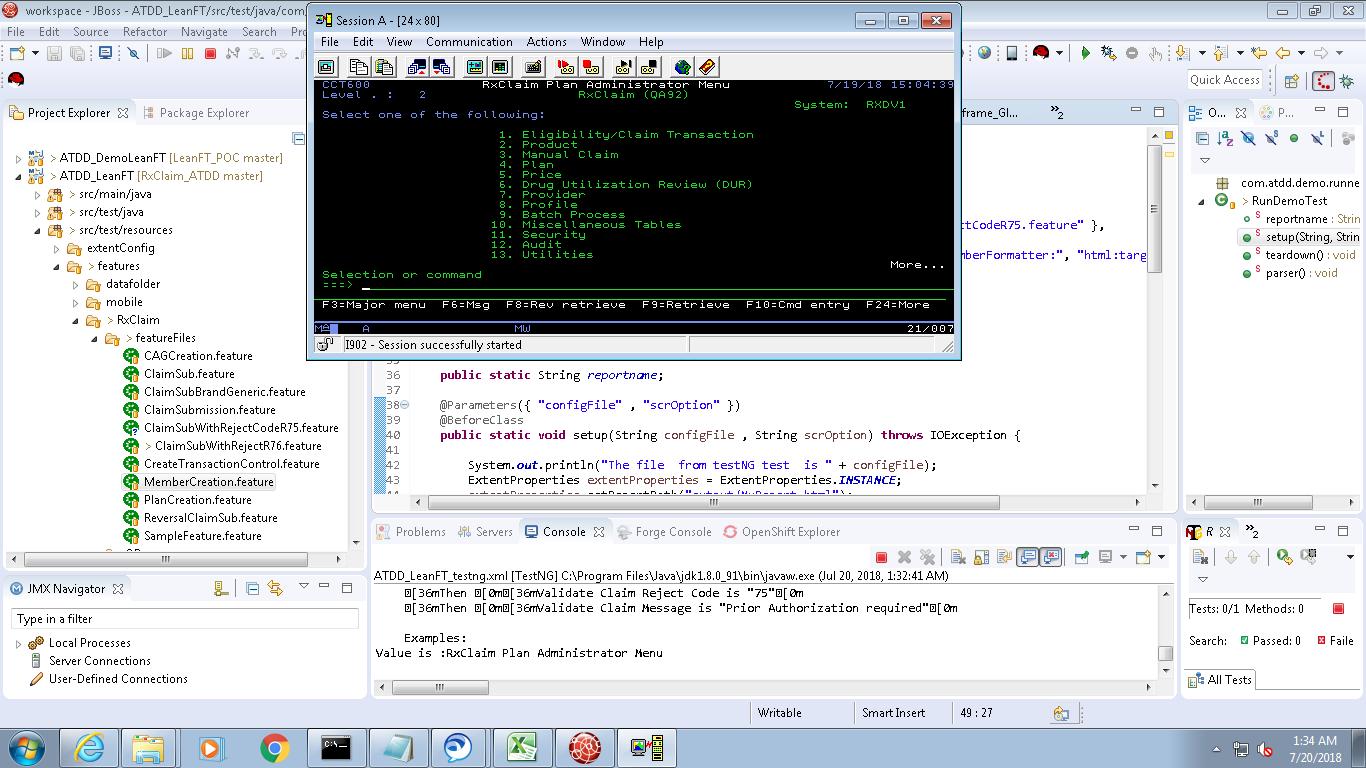 workspace - JBoss - ATDD_LeanFT/src/test/java/com
File Edit Source Refactor Navigate Search
Quick Access
Session A - [24 x 80]
File Edit View Communication Actions Window Help
CCT600 RxClaim Plan Administrator Menu 7/19/18 15:04:39
Level . : 2 RxClaim (QA92)
System: RXDV1
Select one of the following:
1. Eligibility/Claim Transaction
2. Product
3. Manual Claim
4. Plan
5. Price
6. Drug Utilization Review (DUR)
7. Provider
8. Profile
9. Batch Process
10. Miscellaneous Tables
11. Security
12. Audit
13. Utilities
More...
Selection or command
===>
F3=Major menu F6=Msg F8=Rev retrieve F9=Retrieve F10=Cmd entry F24=More
MA A MW 21/007
I902 - Session successfully started
Project Explorer Package Explorer
> ATDD_DemoLeanFT [LeanFT_POC master]
> ATDD_LeanFT [RxClaim_ATDD master]
> src/main/java
> src/test/java
> src/test/resources
extentConfig
> features
datafolder
mobile
> RxClaim
> featureFiles
CAGCreation.feature
ClaimSub.feature
ClaimSubBrandGeneric.feature
ClaimSubmission.feature
ClaimSubWithRejectCodeR75.feature
> ClaimSubWithRejectR76.feature
CreateTransactionControl.feature
MemberCreation.feature
PlanCreation.feature
ReversalClaimSub.feature
SampleFeature.feature
JMX Navigator
Type in a filter
Local Processes
Server Connections
User-Defined Connections
frame_Gl... »2
ctCodeR75.feature" },
mberFormatter:", "html:targ
36 public static String reportname;
37
38 @Parameters({ "configFile" , "scrOption" })
39 @BeforeClass
40 public static void setup(String configFile , String scrOption) throws IOException {
41
42 System.out.println("The file from testNG test is " + configFile);
43 ExtentProperties extentProperties = ExtentProperties.INSTANCE;
O... P...
com.atdd.demo.runne
> RunDemoTest
reportname : Strin
setup(String, Strin
teardown() : void
parser() : void
Problems Servers Console Forge Console OpenShift Explorer
ATDD_LeanFT_testng.xml [TestNG] C:\Program Files\Java\jdk1.8.0_91\bin\javaw.exe (Jul 20, 2018, 1:32:41 AM)
[36mThen [0m[36mValidate Claim Reject Code is "75"[0m
[36mThen [0m[36mValidate Claim Message is "Prior Authorization required"[0m
Examples:
Value is :RxClaim Plan Administrator Menu
R »2
Tests: 0/1 Methods: 0
Search: Passed: 0 Faile
All Tests
Writable Smart Insert 49 : 27
1:34 AM
7/20/2018